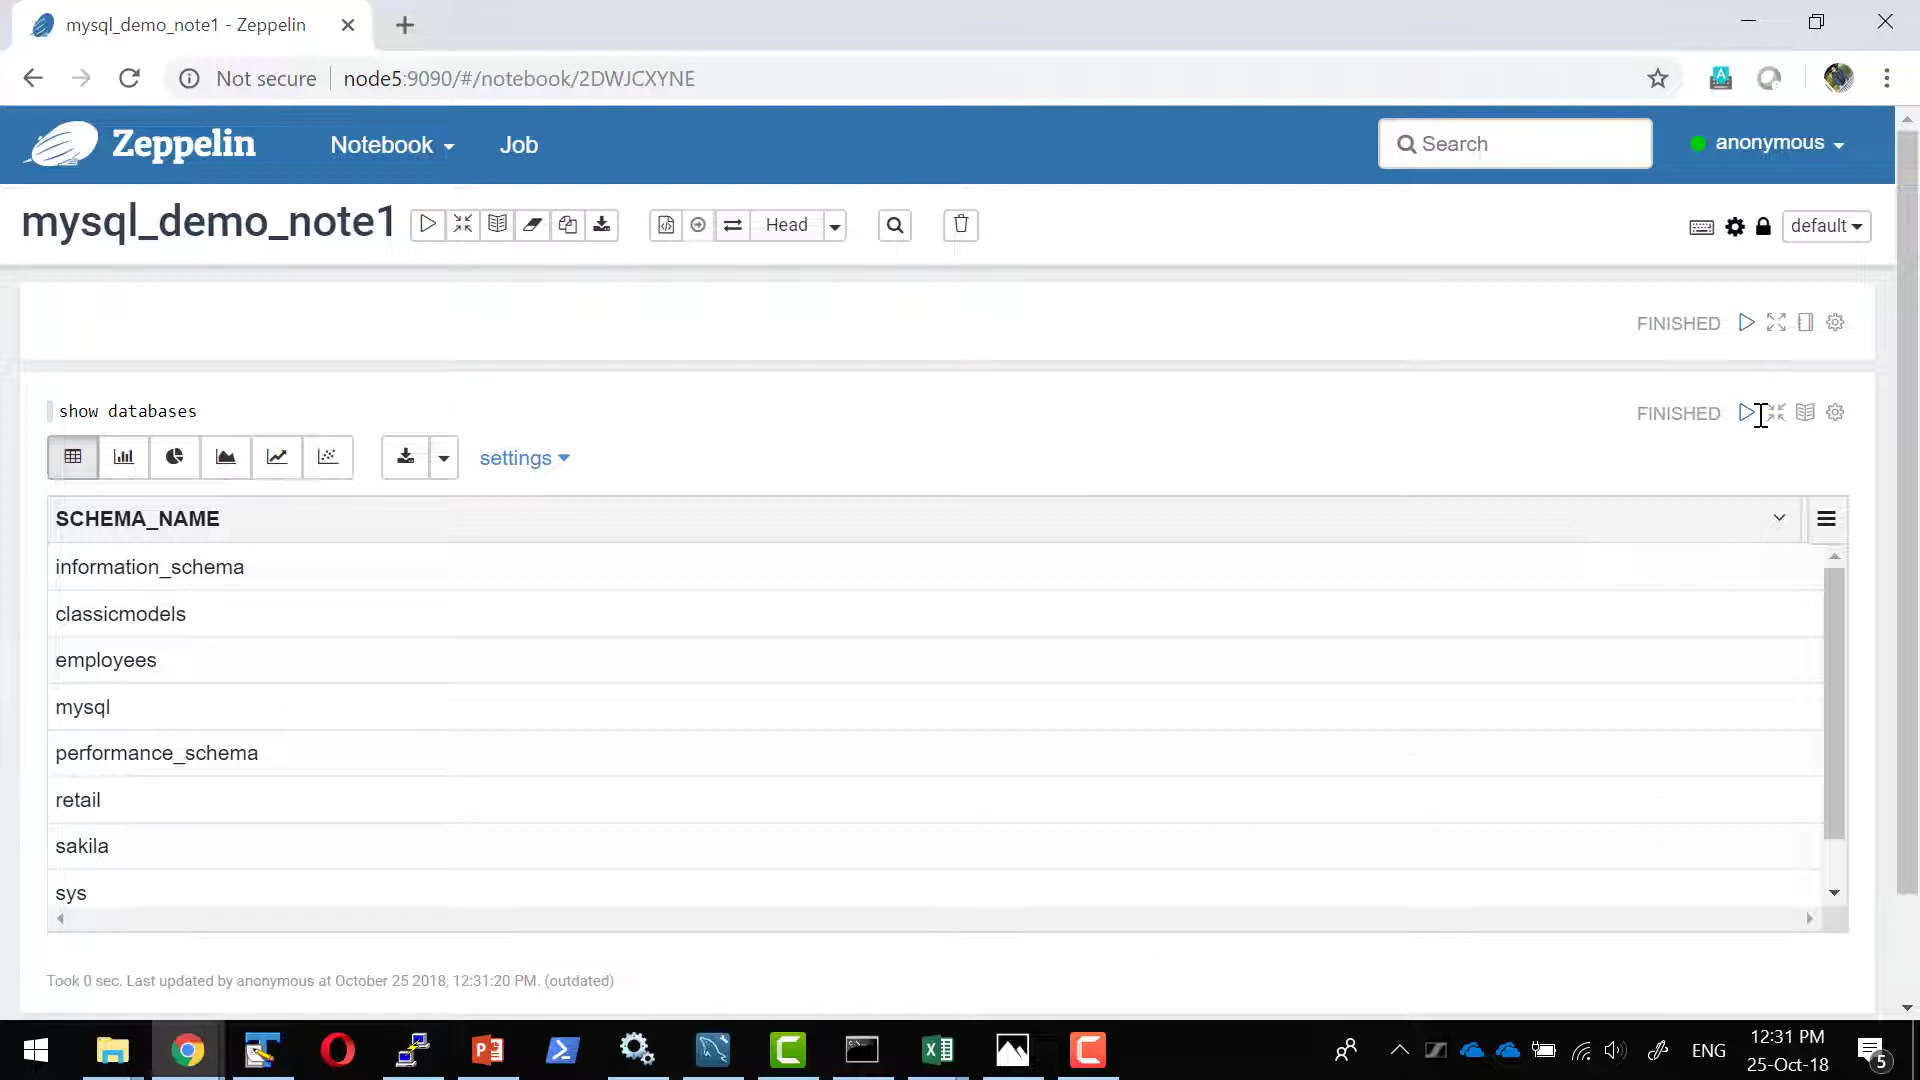 mysql_demo_note1 - Zeppelin
Not secure node5:9090/#/notebook/2DWJCXYNE
Zeppelin Notebook Job Search anonymous
mysql_demo_note1 Head default
FINISHED
show databases FINISHED
settings
SCHEMA_NAME
information_schema
classicmodels
employees
mysql
performance_schema
retail
sakila
sys
Took 0 sec. Last updated by anonymous at October 25 2018, 12:31:20 PM. (outdated)
ENG 12:31 PM
25-Oct-18 5